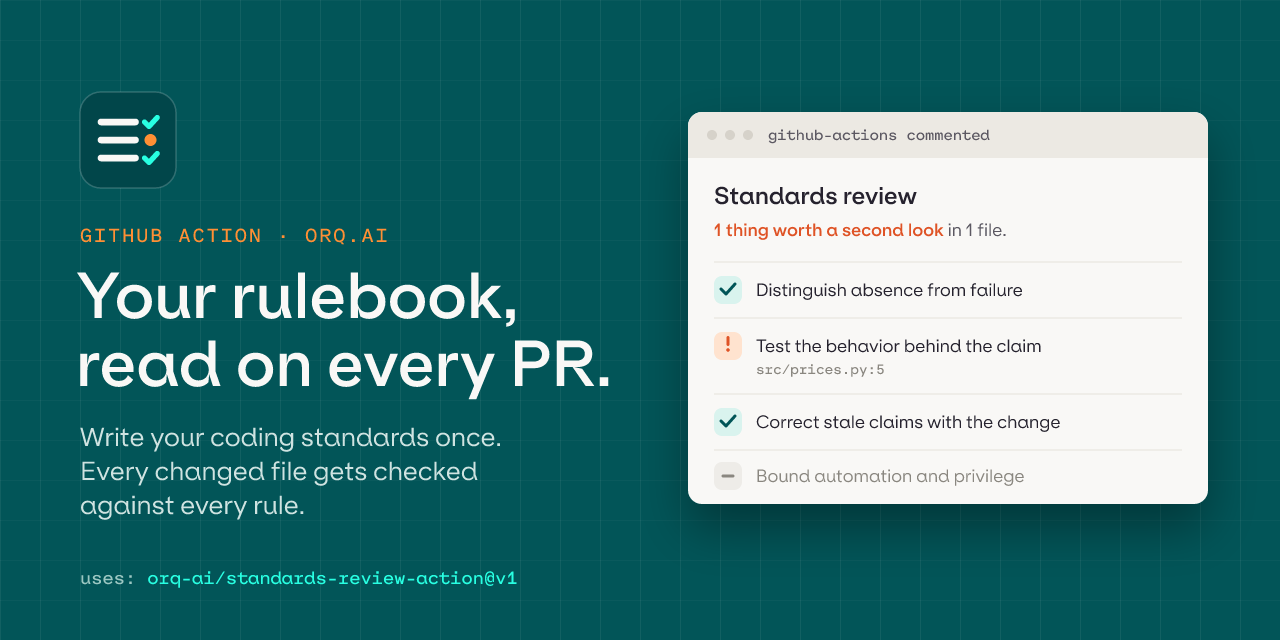 GITHUB ACTION · ORQ.AI
Your rulebook,
read on every PR.
Write your coding standards once.
Every changed file gets checked
against every rule.
uses: orq-ai/standards-review-action@v1
github-actions commented
Standards review
1 thing worth a second look in 1 file.
Distinguish absence from failure
Test the behavior behind the claim
src/prices.py:5
Correct stale claims with the change
Bound automation and privilege